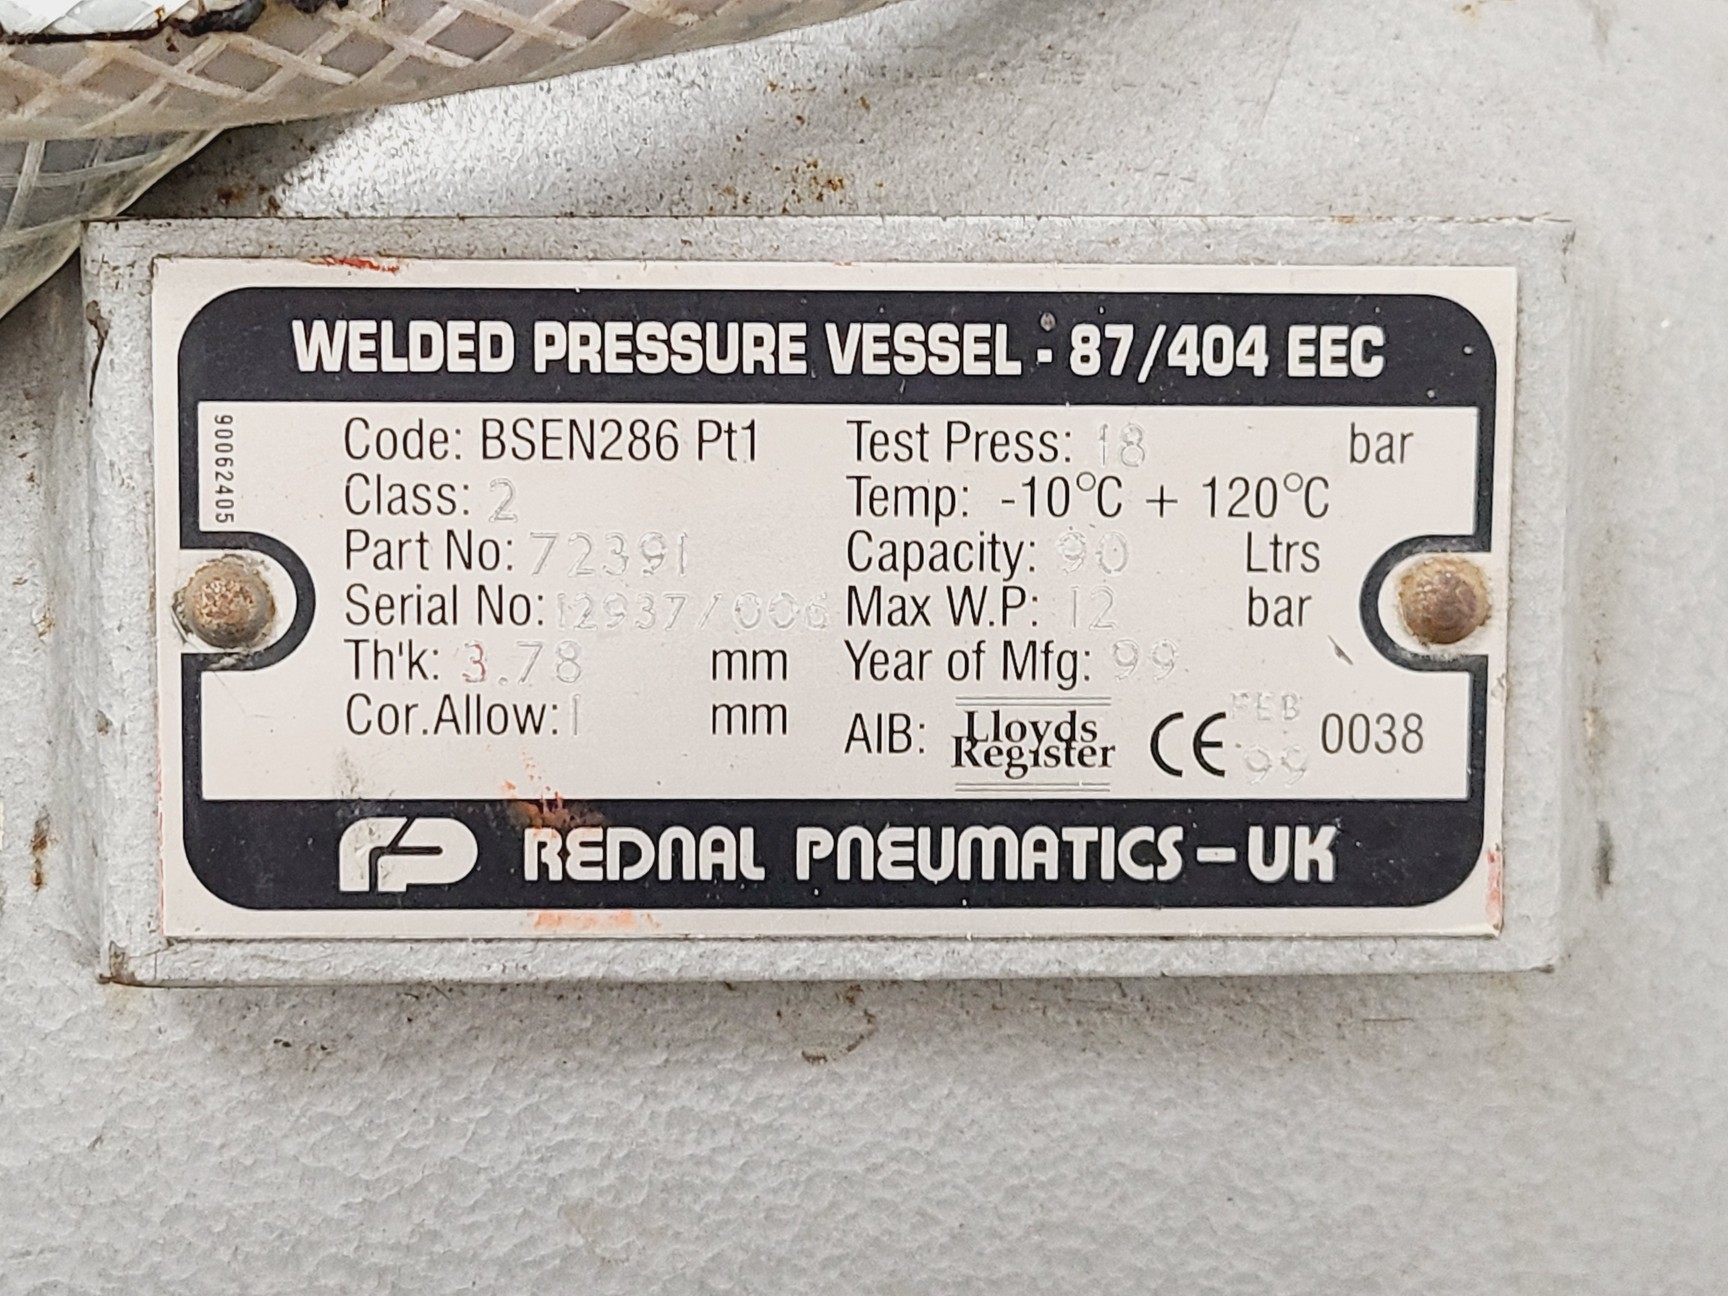 WELDED PRESSURE VESSEL - 87/404 EEC
90062405
Code: BSEN286 Pt1
Class: 2
Part No: 72391
Serial No: 12937/006
Th'k: 3.78 mm
Cor.Allow: 1 mm
Test Press: 18 bar
Temp: -10°C + 120°C
Capacity: 90 Ltrs
Max W.P: 12 bar
Year of Mfg: 99
AIB: Lloyds Register CE FEB 99 0038
REDNAL PNEUMATICS – UK